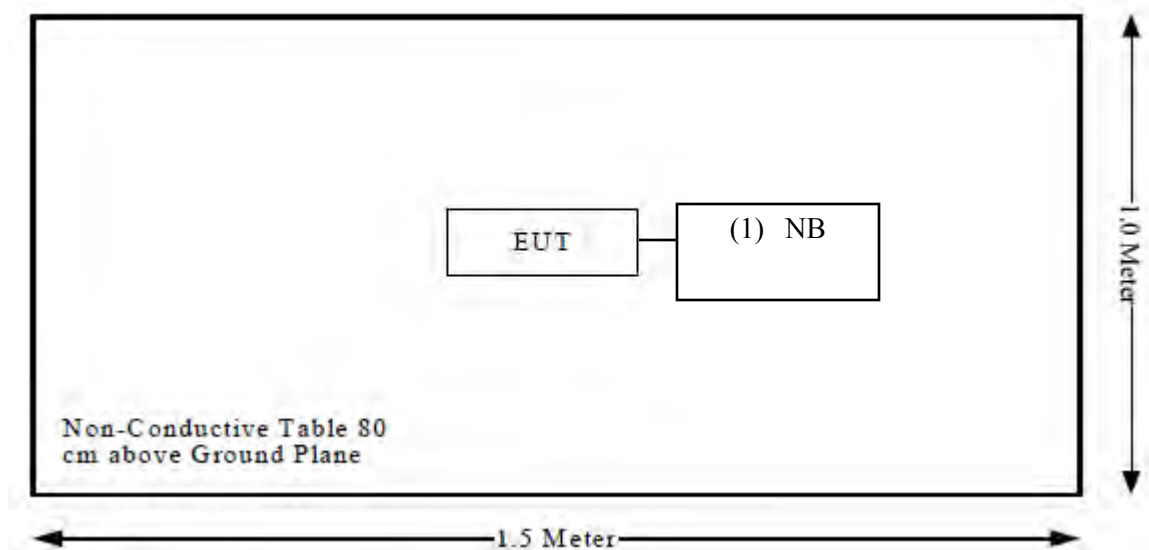 EUT
(1) NB
1.0 Meter
Non-Conductive Table 80
cm above Ground Plane
1.5 Meter